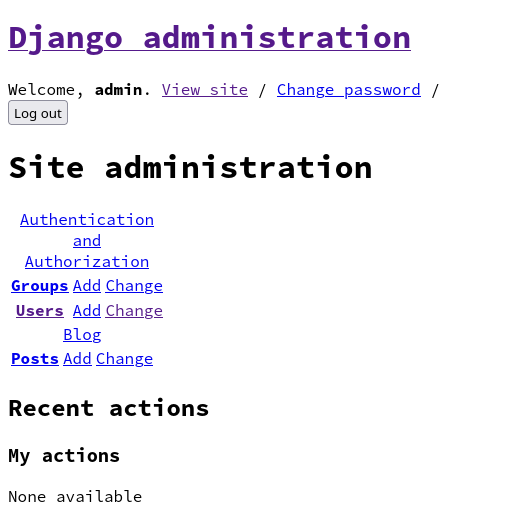 Django administration
Welcome, admin. View site / Change password /
Log out
Site administration
Authentication
and
Authorization
Groups Add Change
Users Add Change
Blog
Posts Add Change
Recent actions
My actions
None available